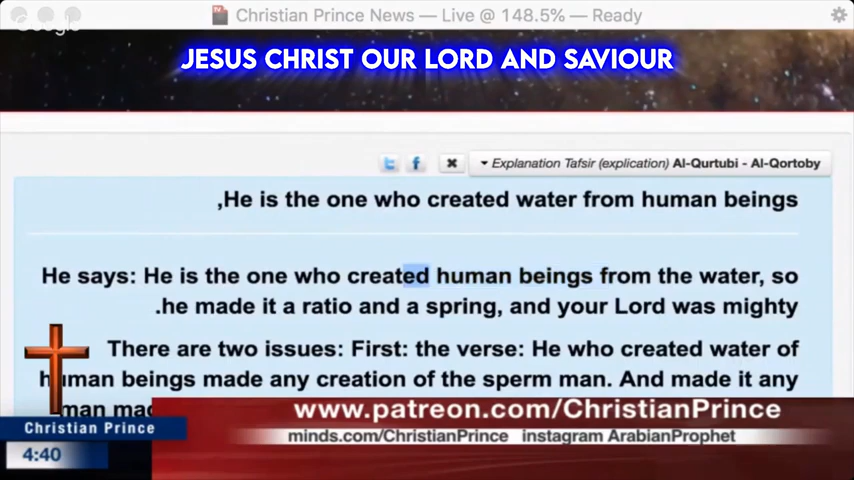 Christian Prince News — Live @ 148.5% — Ready
Google
JESUS CHRIST OUR LORD AND SAVIOUR
Explanation Tafsir (explication) Al-Qurtubi - Al-Qortoby
,He is the one who created water from human beings
He says: He is the one who created human beings from the water, so
.he made it a ratio and a spring, and your Lord was mighty
There are two issues: First: the verse: He who created water of
human beings made any creation of the sperm man. And made it any
man
www.patreon.com/ChristianPrince
Christian Prince
minds.com/ChristianPrince instagram ArabianProphet
4:40